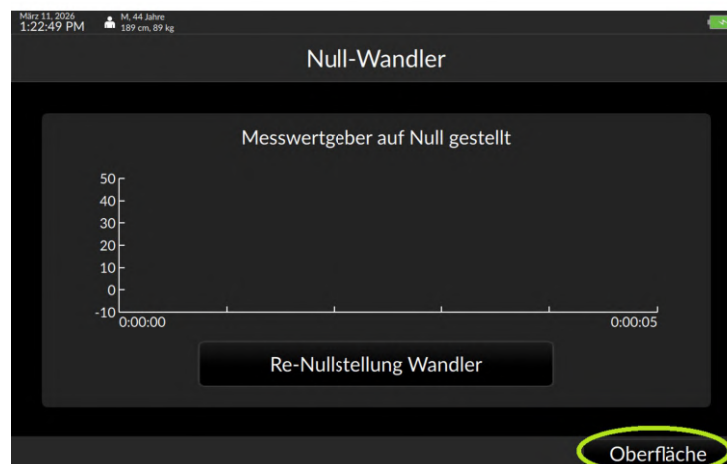 März 11, 2026
1:22:49 PM
M, 44 Jahre
189 cm, 89 kg
Null-Wandler
Messwertgeber auf Null gestellt
50
40
30
20
10
0
-10
0:00:00
0:00:05
Re-Nullstellung Wandler
Oberfläche